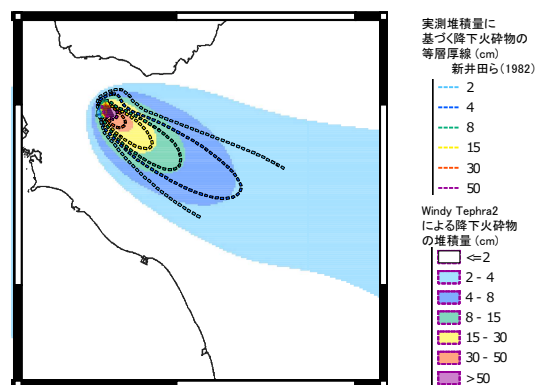 実測堆積量に
基づく降下火砕物の
等層厚線 (cm)
新井田ら(1982)
2
4
8
15
30
50
Windy Tephra2
による降下火砕物
の堆積量 (cm)
<=2
2 - 4
4 - 8
8 - 15
15 - 30
30 - 50
>50